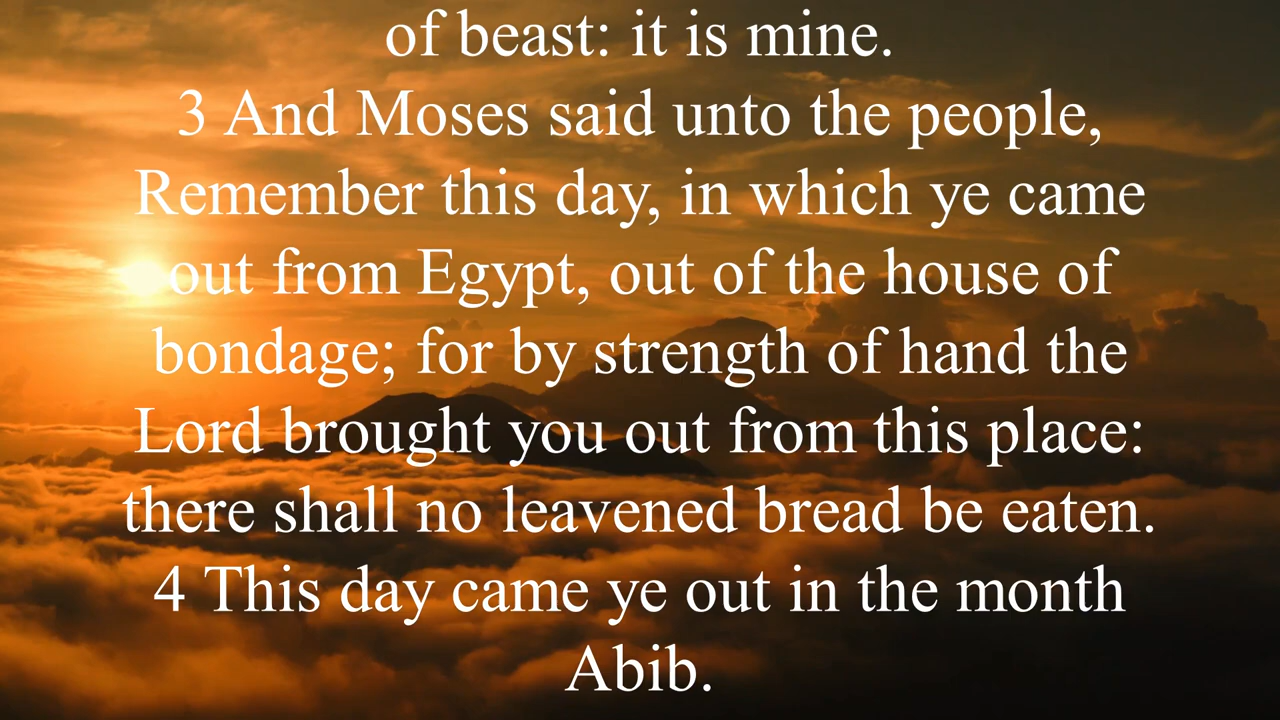 of beast: it is mine.
3 And Moses said unto the people,
Remember this day, in which ye came
out from Egypt, out of the house of
bondage; for by strength of hand the
Lord brought you out from this place:
there shall no leavened bread be eaten.
4 This day came ye out in the month
Abib.